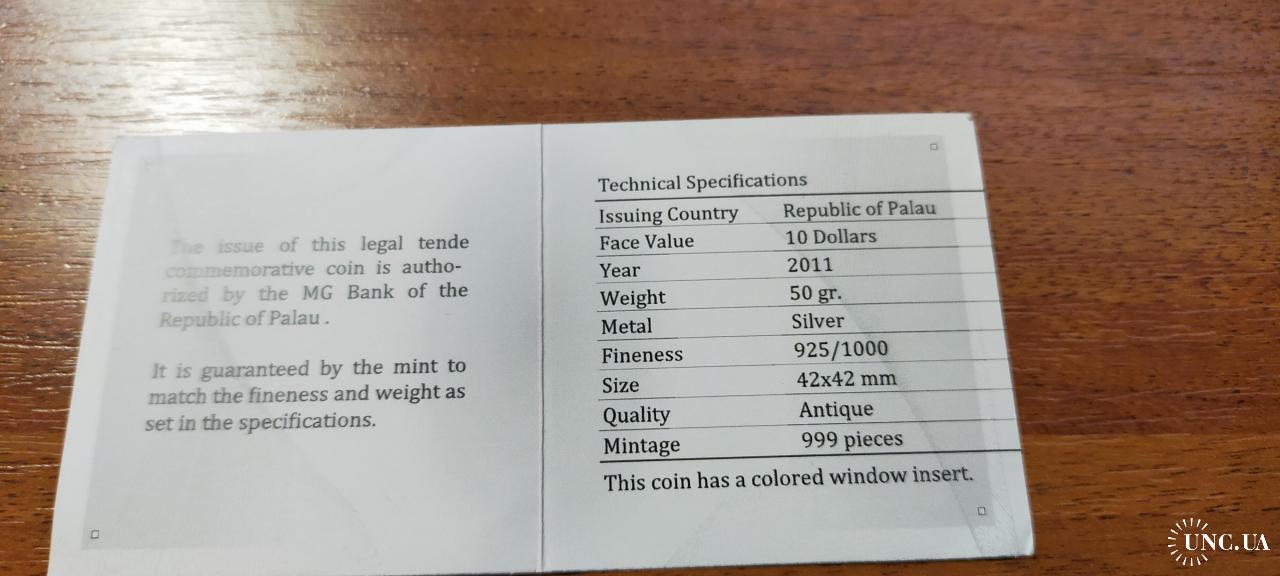 The issue of this legal tende
commemorative coin is autho-
rized by the MG Bank of the
Republic of Palau .
It is guaranteed by the mint to
match the fineness and weight as
set in the specifications.
Technical Specifications
Issuing Country Republic of Palau
Face Value 10 Dollars
Year 2011
Weight 50 gr.
Metal Silver
Fineness 925/1000
Size 42x42 mm
Quality Antique
Mintage 999 pieces
This coin has a colored window insert.
UNC.UA